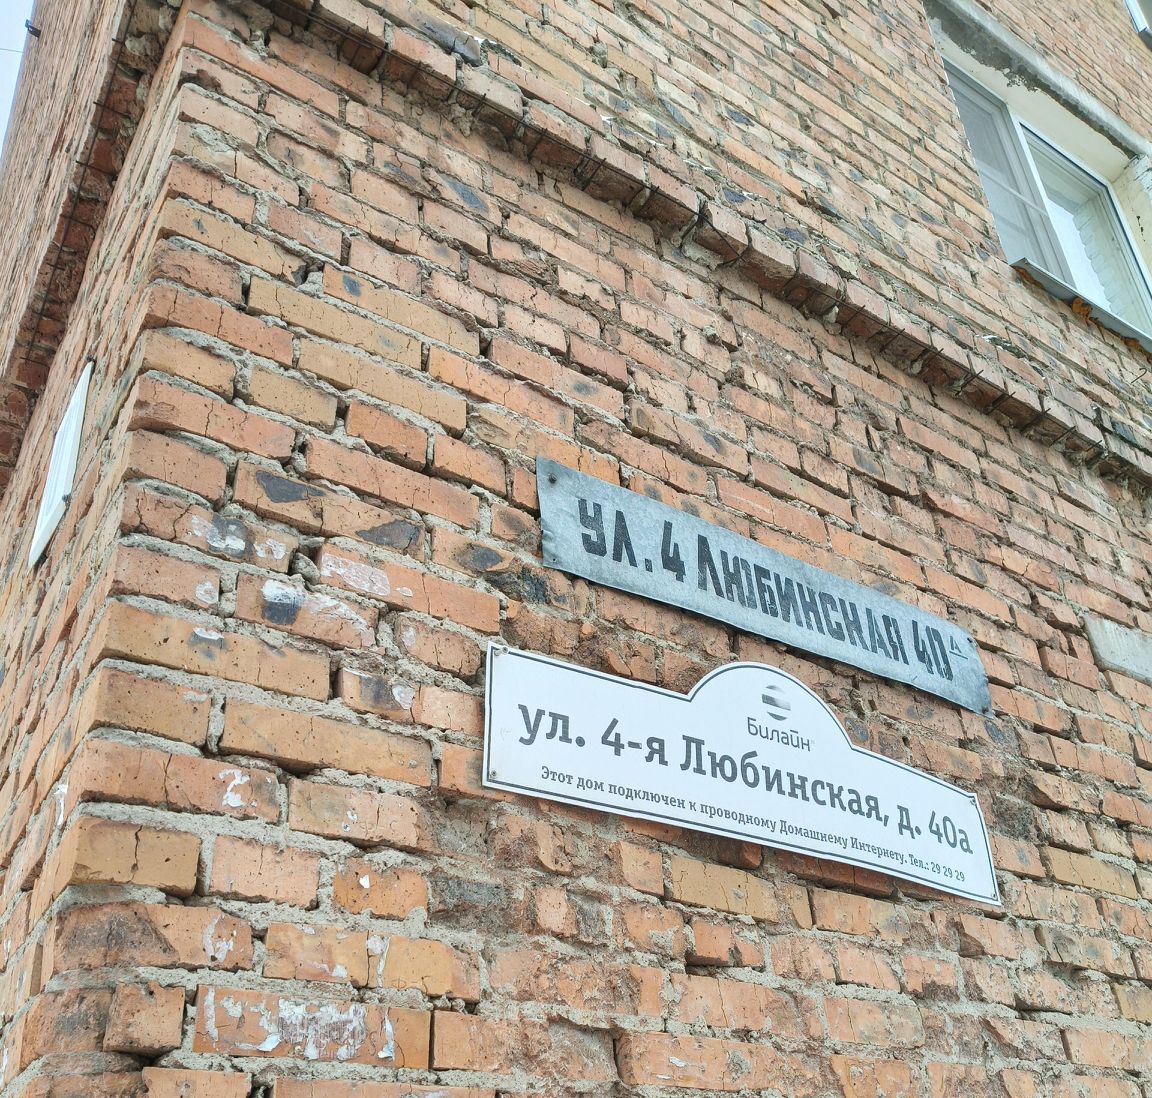 УЛ. 4 ЛЮБИНСКАЯ 40А
Билайн
ул. 4-я Любинская, д. 40а
Этот дом подключен к проводному Домашнему Интернету. Тел.: 29 29 29